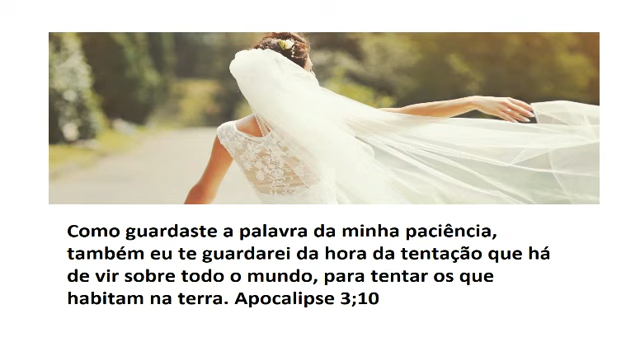 Como guardaste a palavra da minha paciência,
também eu te guardarei da hora da tentação que há
de vir sobre todo o mundo, para tentar os que
habitam na terra. Apocalipse 3;10